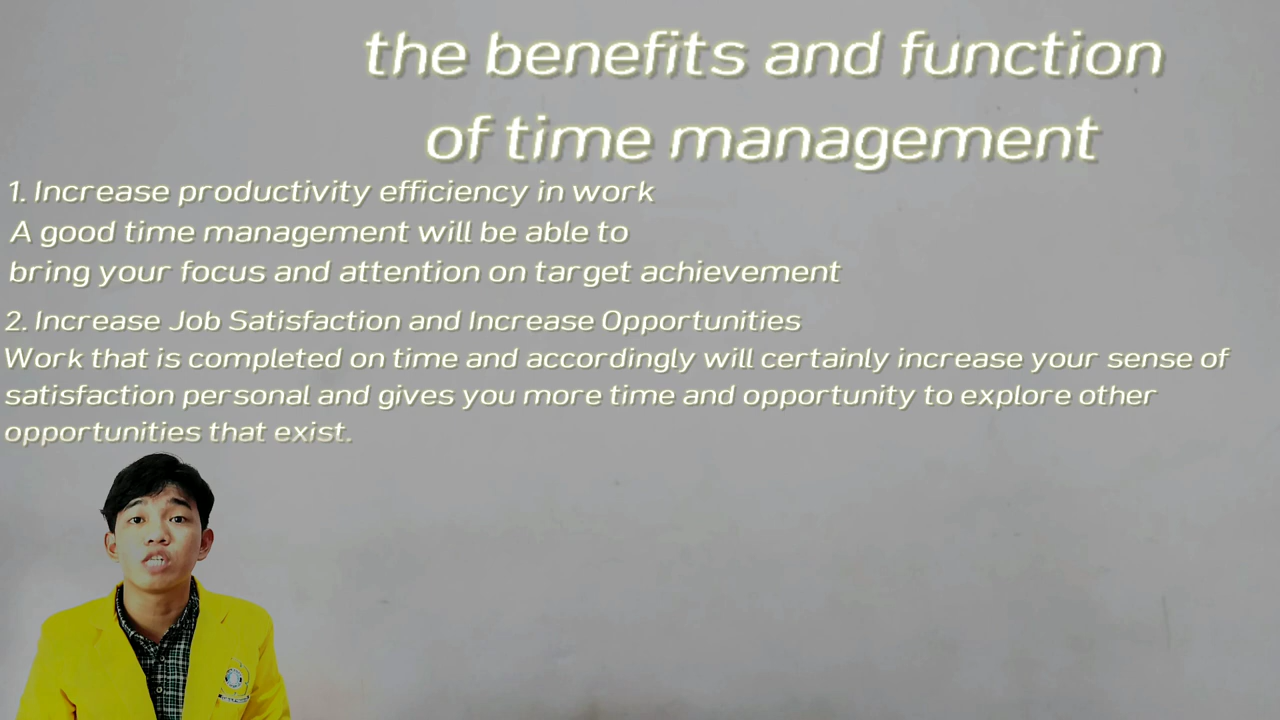 the benefits and function
of time management
1. Increase productivity efficiency in work
A good time management will be able to
bring your focus and attention on target achievement
2. Increase Job Satisfaction and Increase Opportunities
Work that is completed on time and accordingly will certainly increase your sense of
satisfaction personal and gives you more time and opportunity to explore other
opportunities that exist.